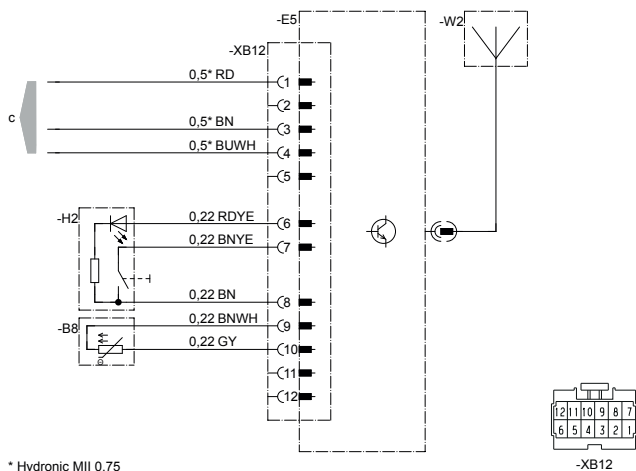 -E5
-W2
-XB12
0,5* RD
1
2
c
0,5* BN
3
0,5* BUWH
4
5
-H2
0,22 RDYE
6
0,22 BNYE
7
0,22 BN
8
-B8
0,22 BNWH
9
0,22 GY
10
11
12
12 11 10 9 8 7
6 5 4 3 2 1
-XB12
* Hydronic MII 0,75